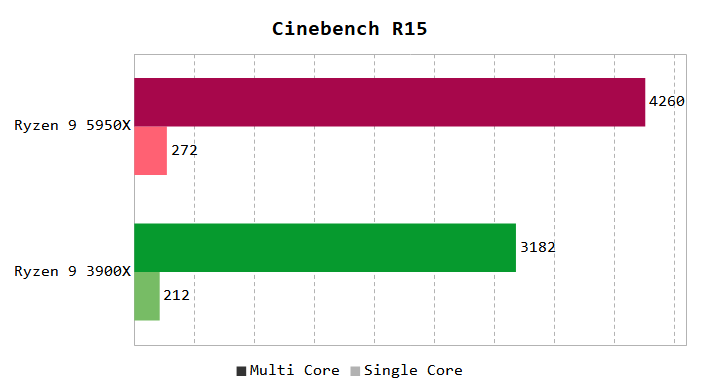 Cinebench R15
4260
Ryzen 9 5950X
272
3182
Ryzen 9 3900X
212
Multi Core Single Core